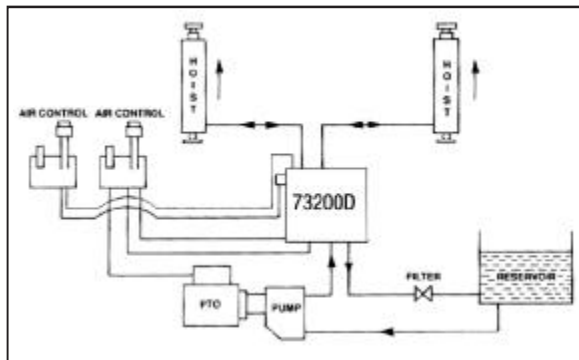 HOIST
HOIST
AIR CONTROL AIR CONTROL
73200D
FILTER
RESERVOIR
PTO
PUMP